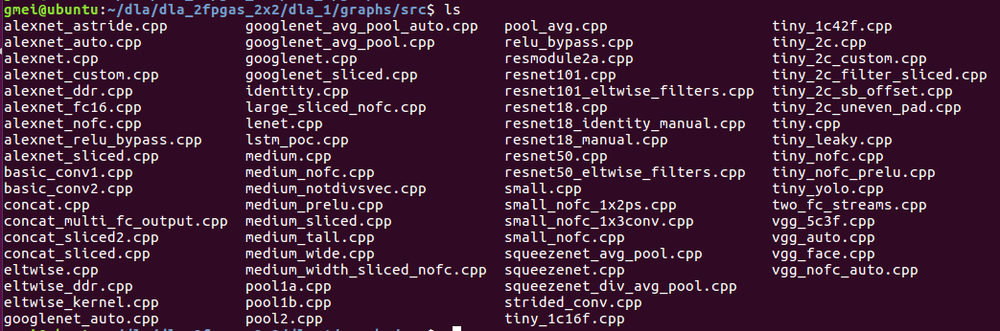 gmei@ubuntu:~/dla/dla_2fpgas_2x2/dla_1/graphs/src$ ls
alexnet_astride.cpp googlenet_avg_pool_auto.cpp pool_avg.cpp tiny_1c42f.cpp
alexnet_auto.cpp googlenet_avg_pool.cpp relu_bypass.cpp tiny_2c.cpp
alexnet.cpp googlenet.cpp resmodule2a.cpp tiny_2c_custom.cpp
alexnet_custom.cpp googlenet_sliced.cpp resnet101.cpp tiny_2c_filter_sliced.cpp
alexnet_ddr.cpp identity.cpp resnet101_eltwise_filters.cpp tiny_2c_sb_offset.cpp
alexnet_fc16.cpp large_sliced_nofc.cpp resnet18.cpp tiny_2c_uneven_pad.cpp
alexnet_nofc.cpp lenet.cpp resnet18_identity_manual.cpp tiny.cpp
alexnet_relu_bypass.cpp lstm_poc.cpp resnet18_manual.cpp tiny_leaky.cpp
alexnet_sliced.cpp medium.cpp resnet50.cpp tiny_nofc.cpp
basic_conv1.cpp medium_nofc.cpp resnet50_eltwise_filters.cpp tiny_nofc_prelu.cpp
basic_conv2.cpp medium_notdivsvec.cpp small.cpp tiny_yolo.cpp
concat.cpp medium_prelu.cpp small_nofc_1x2ps.cpp two_fc_streams.cpp
concat_multi_fc_output.cpp medium_sliced.cpp small_nofc_1x3conv.cpp vgg_5c3f.cpp
concat_sliced2.cpp medium_tall.cpp small_nofc.cpp vgg_auto.cpp
concat_sliced.cpp medium_wide.cpp squeezenet_avg_pool.cpp vgg_face.cpp
eltwise.cpp medium_width_sliced_nofc.cpp squeezenet.cpp vgg_nofc_auto.cpp
eltwise_ddr.cpp pool1a.cpp squeezenet_div_avg_pool.cpp
eltwise_kernel.cpp pool1b.cpp strided_conv.cpp
googlenet_auto.cpp pool2.cpp tiny_1c16f.cpp